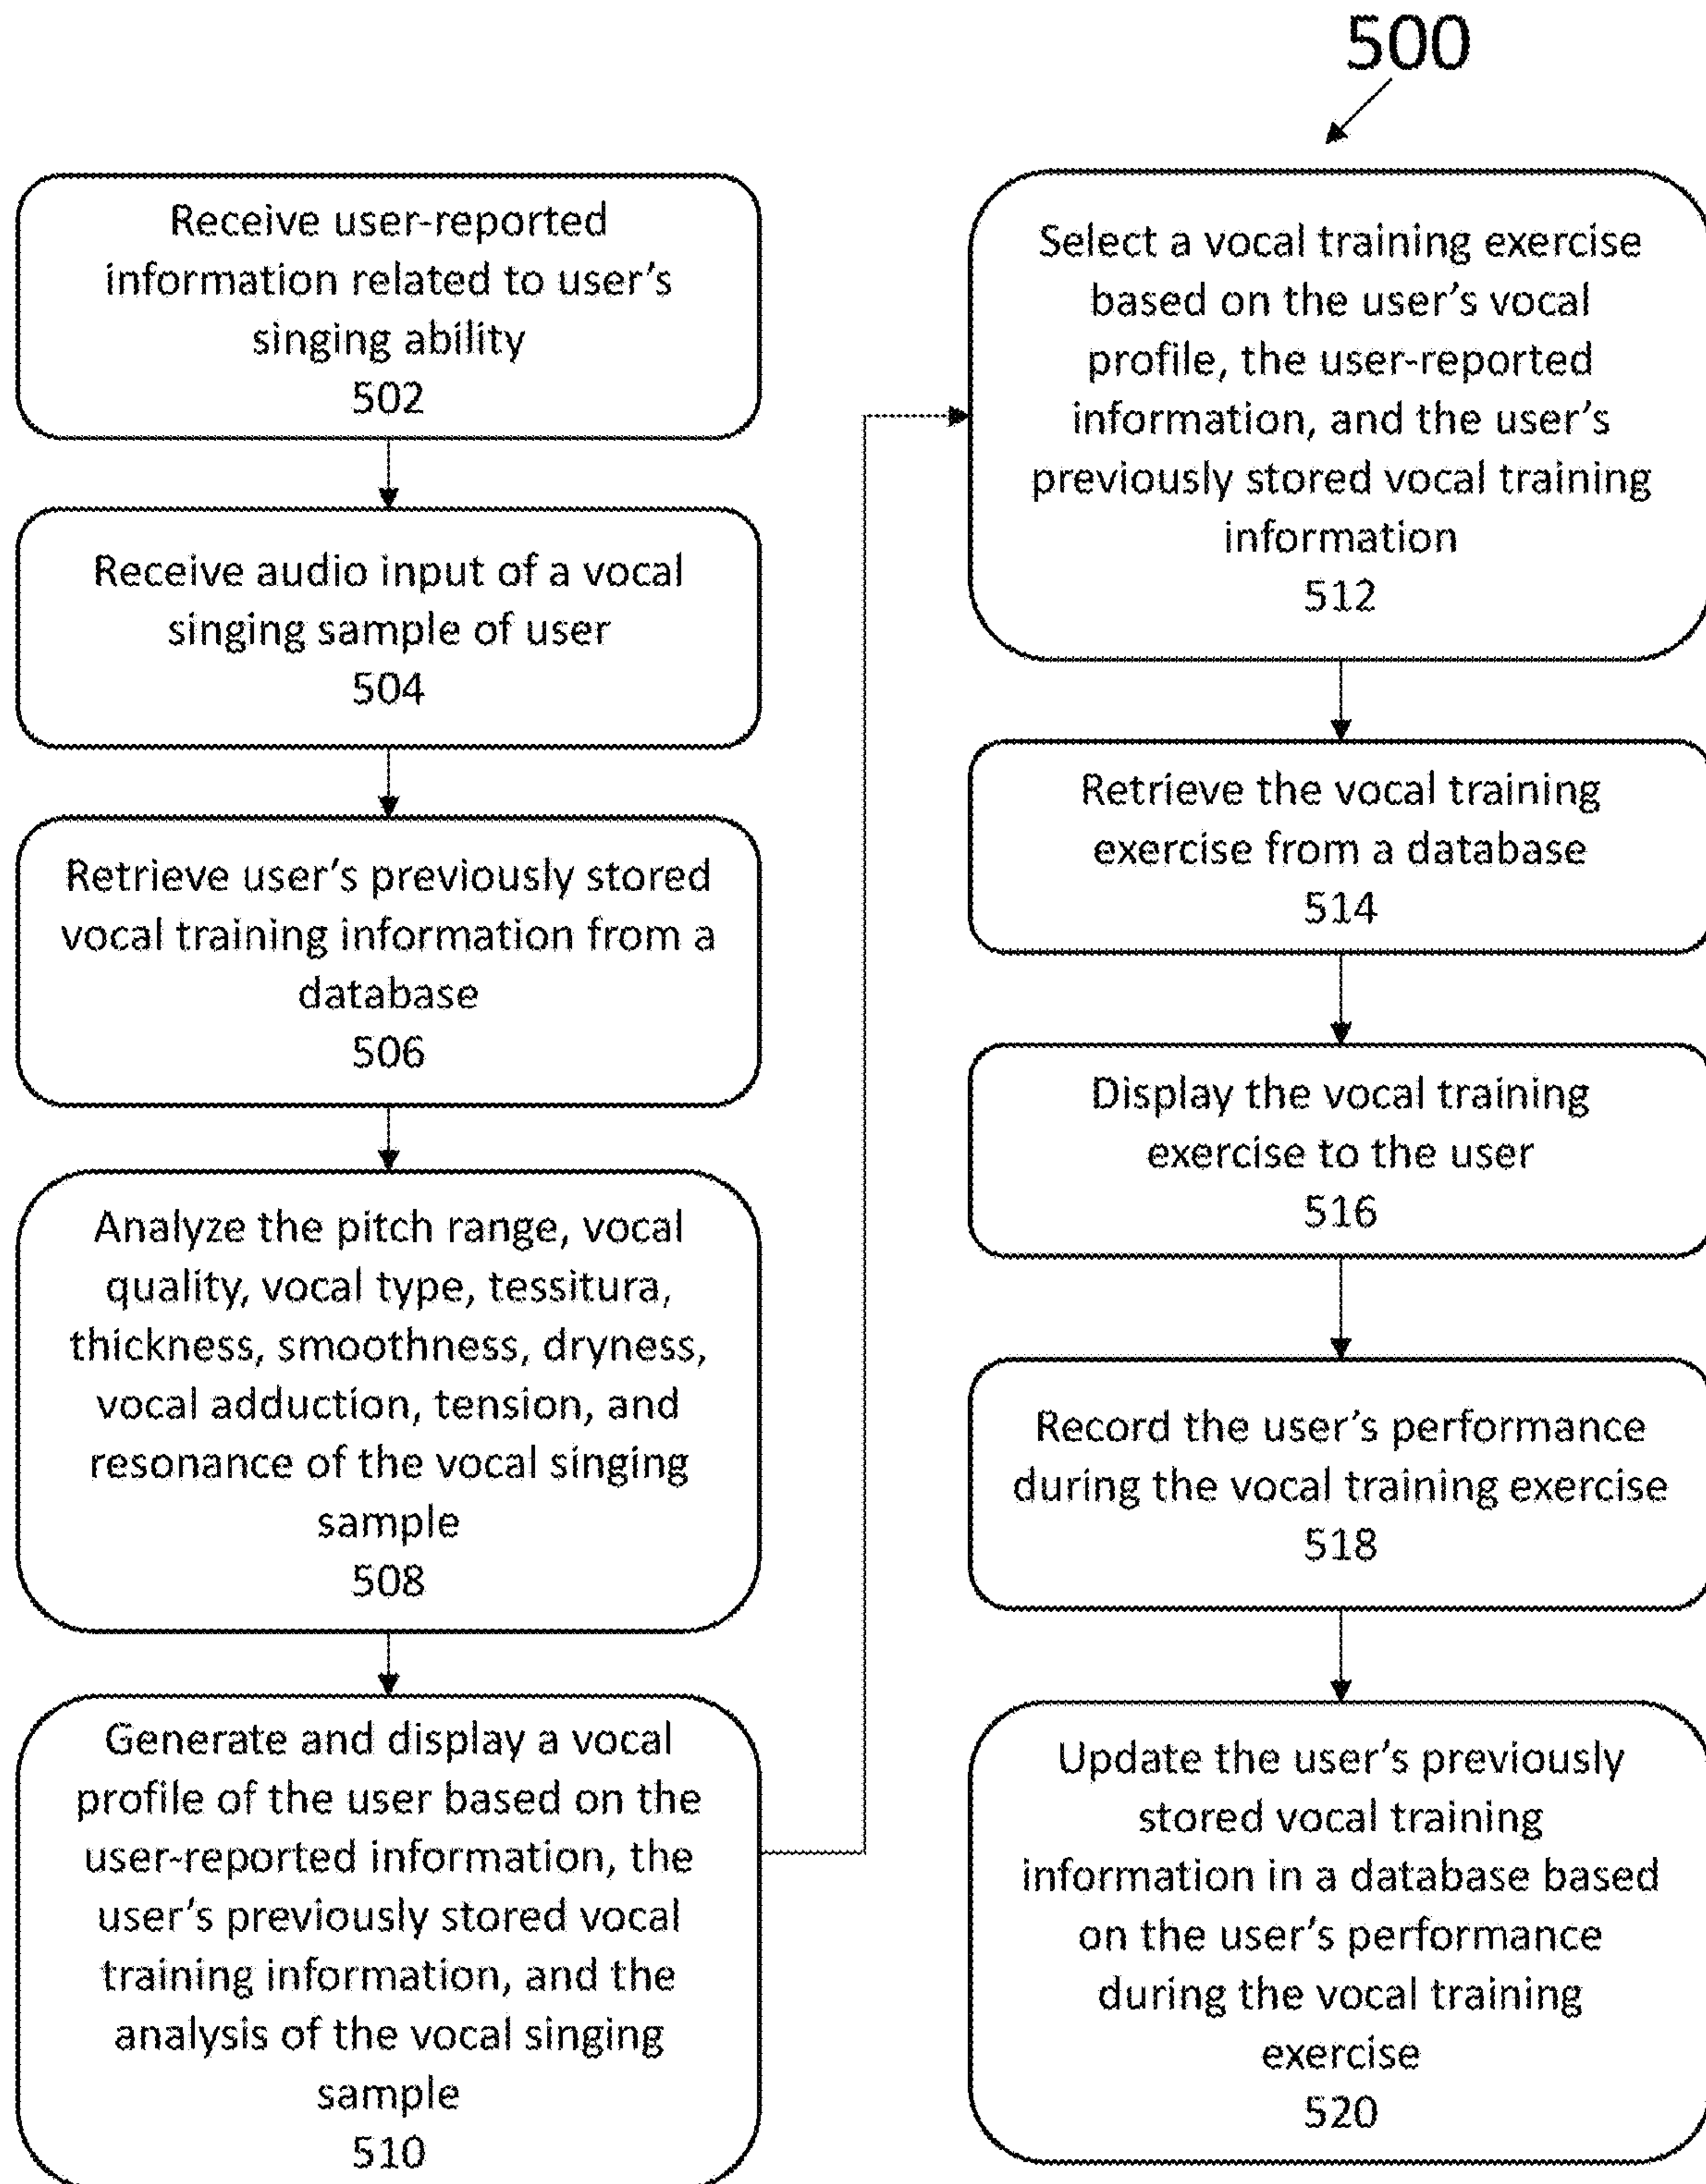 500
Receive user-reported
information related to user's
singing ability
502
Receive audio input of a vocal
singing sample of user
504
Retrieve user's previously stored
vocal training information from a
database
506
Analyze the pitch range, vocal
quality, vocal type, tessitura,
thickness, smoothness, dryness,
vocal adduction, tension, and
resonance of the vocal singing
sample
508
Generate and display a vocal
profile of the user based on the
user-reported information, the
user's previously stored vocal
training information, and the
analysis of the vocal singing
sample
510
Select a vocal training exercise
based on the user's vocal
profile, the user-reported
information, and the user's
previously stored vocal training
information
512
Retrieve the vocal training
exercise from a database
514
Display the vocal training
exercise to the user
516
Record the user's performance
during the vocal training exercise
518
Update the user's previously
stored vocal training
information in a database based
on the user's performance
during the vocal training
exercise
520